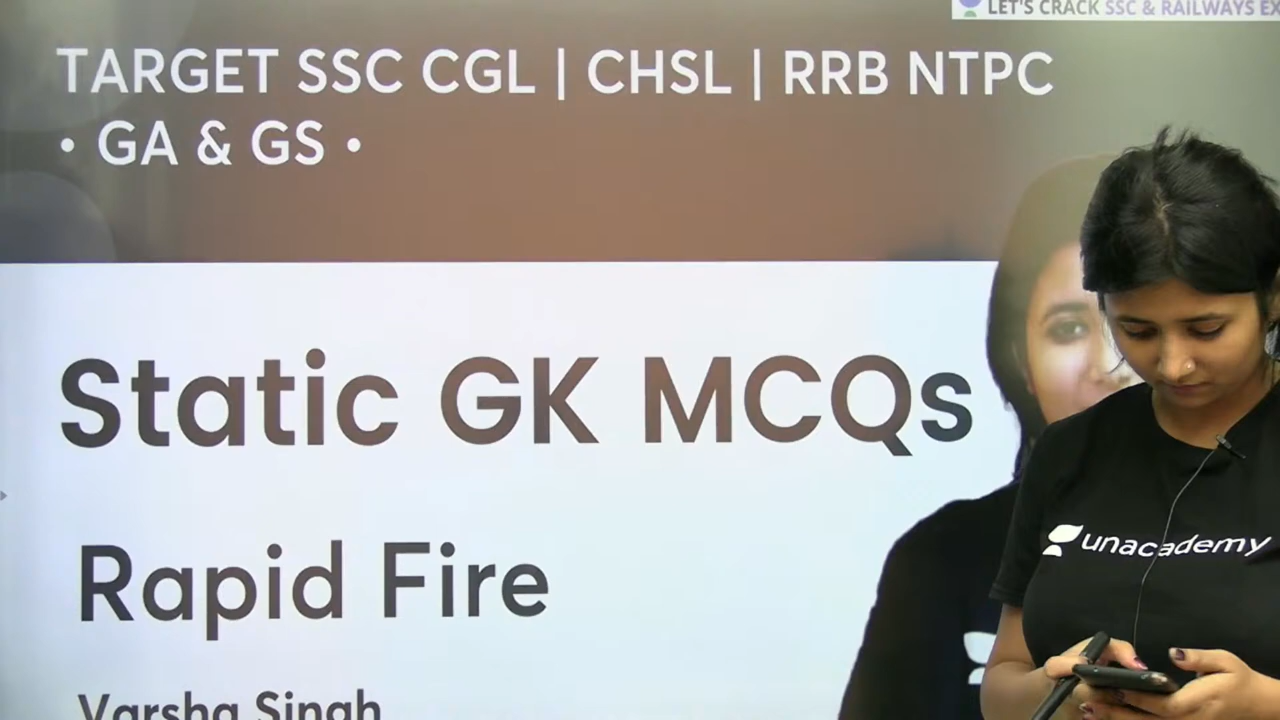 LET'S CRACK SSC & RAILWAYS EX
TARGET SSC CGL | CHSL | RRB NTPC
• GA & GS •
Static GK MCQs
Rapid Fire
Varsha Singh
unacademy